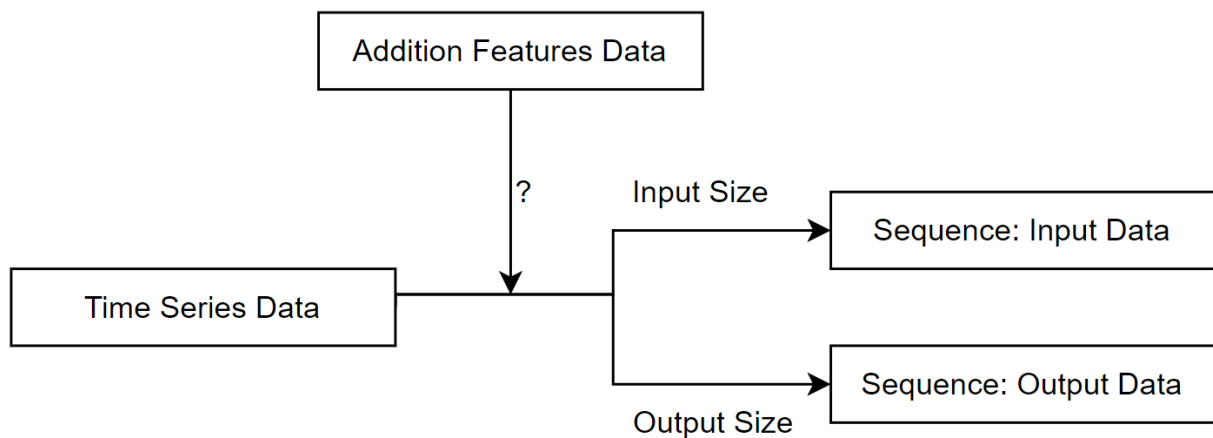 Addition Features Data
?
Input Size
Sequence: Input Data
Time Series Data
Sequence: Output Data
Output Size